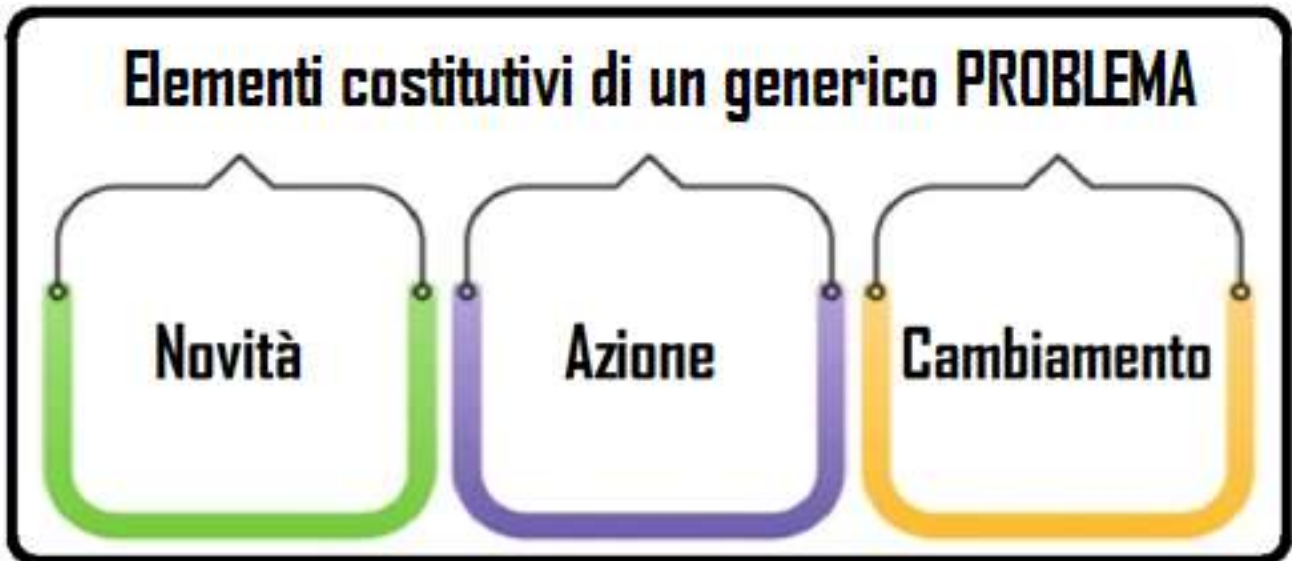 Elementi costitutivi di un generico PROBLEMA
Novità
Azione
Cambiamento